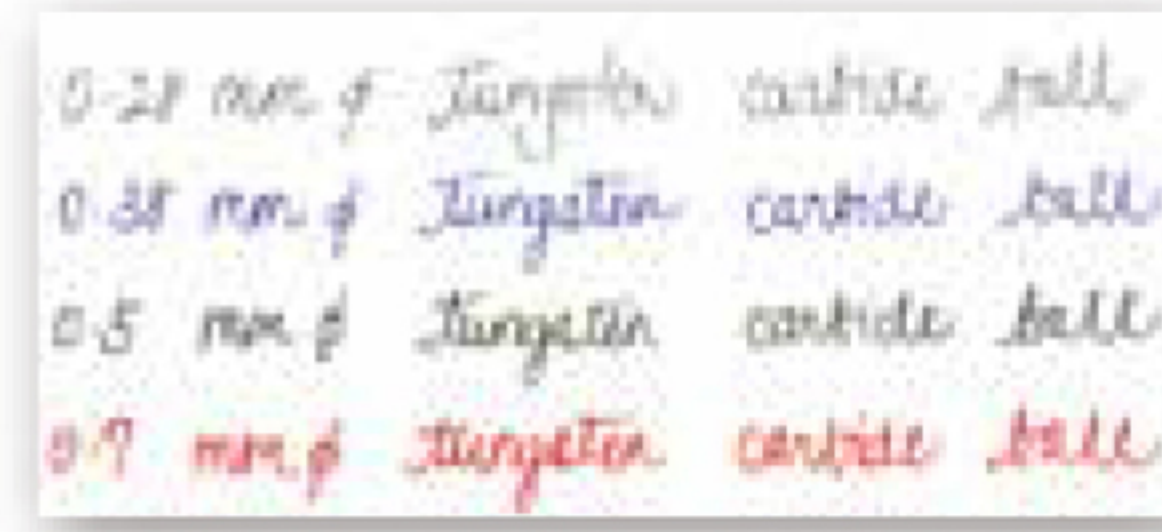 0.28 mm ϕ tungsten carbide ball
0.38 mm ϕ tungsten carbide ball
0.5 mm ϕ tungsten carbide ball
0.7 mm ϕ tungsten carbide ball